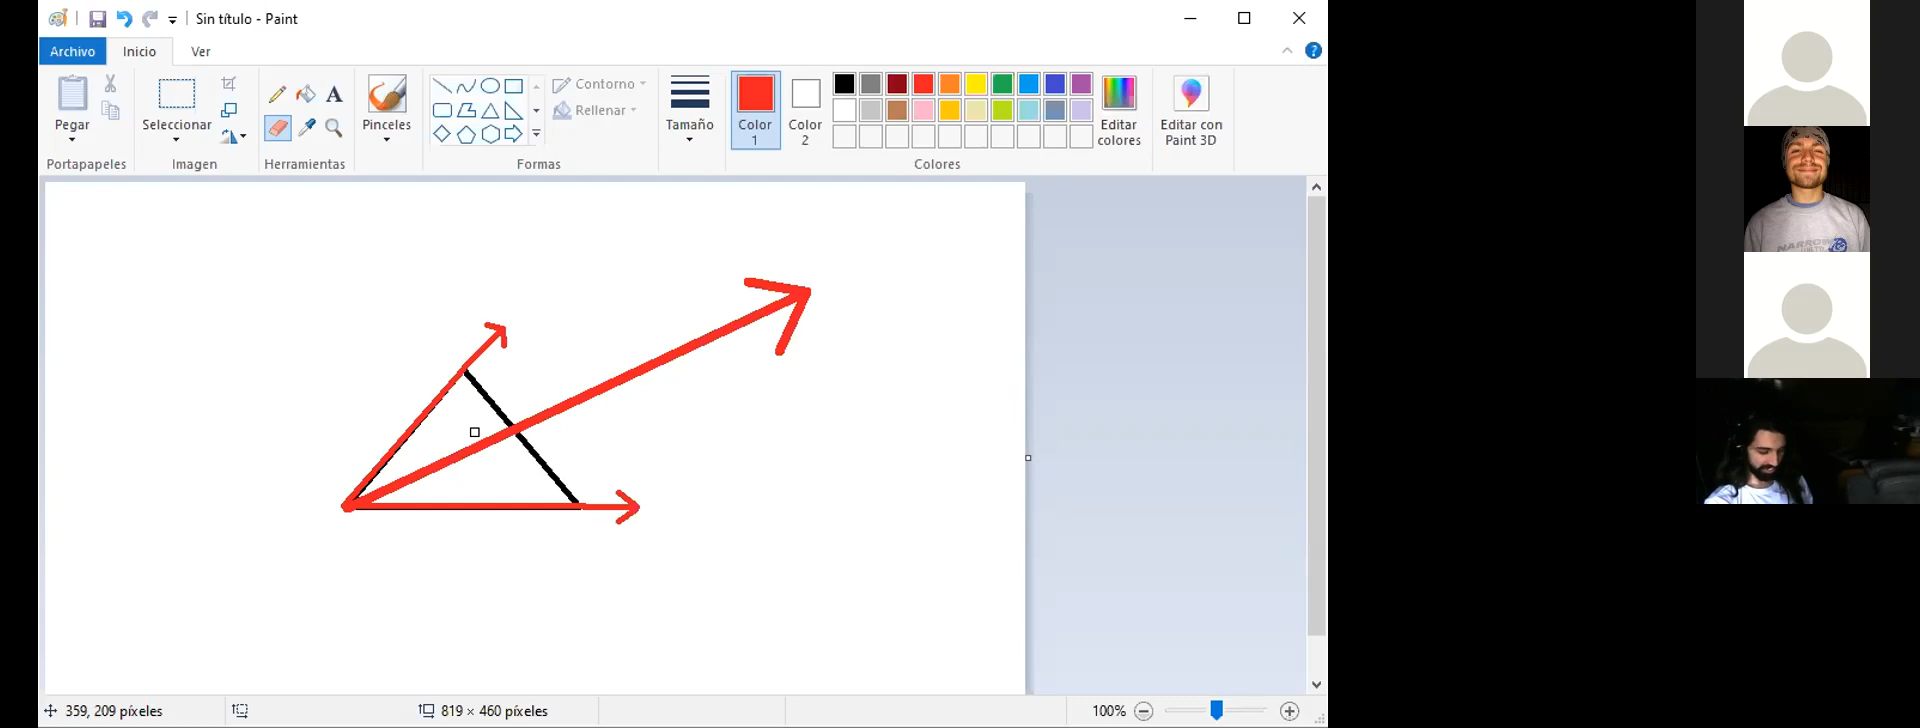 Sin título - Paint
Archivo Inicio Ver
Pegar
Seleccionar
A
Pinceles
Contorno
Rellenar
Tamaño
Color 1
Color 2
Editar colores
Editar con Paint 3D
Portapapeles Imagen Herramientas Formas Colores
NARROW
359, 209 píxeles 819 × 460 píxeles 100%